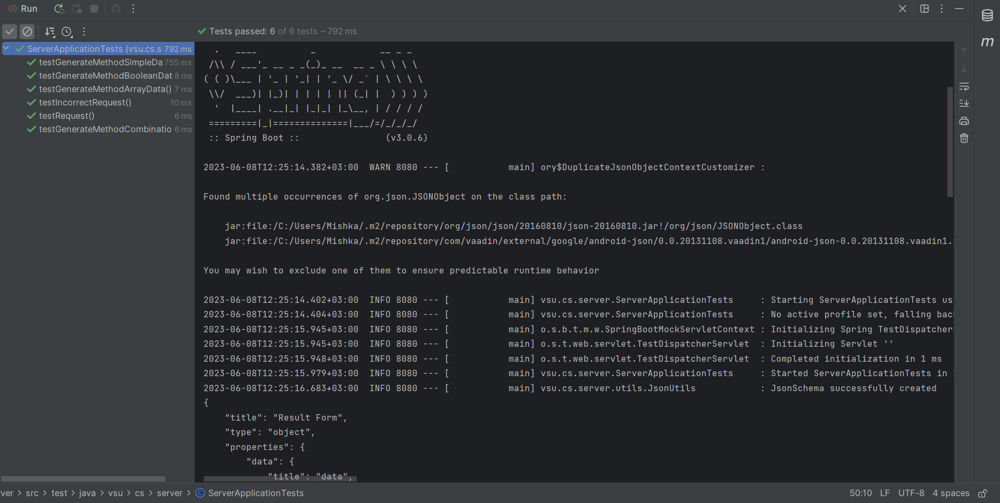 Run
Tests passed: 6 of 6 tests – 792 ms
ServerApplicationTests (vsu.cs.s 792 ms
testGenerateMethodSimpleDa 755 ms
testGenerateMethodBooleanDat 8 ms
testGenerateMethodArrayData() 7 ms
testIncorrectRequest() 10 ms
testRequest() 6 ms
testGenerateMethodCombinatio 6 ms
  .   ____          _            __ _ _
 /\\ / ___'_ __ _ _(_)_ __  __ _ \ \ \ \
( ( )\___ | '_ | '_| | '_ \/ _` | \ \ \ \
 \\/  ___)| |_)| | | | | || (_| |  ) ) ) )
  '  |____| .__|_| |_|_| |_\__, | / / / /
 =========|_|==============|___/=/_/_/_/
 :: Spring Boot ::                (v3.0.6)
2023-06-08T12:25:14.382+03:00  WARN 8080 --- [           main] ory$DuplicateJsonObjectContextCustomizer :
Found multiple occurrences of org.json.JSONObject on the class path:
    jar:file:/C:/Users/Mishka/.m2/repository/org/json/json/20160810/json-20160810.jar!/org/json/JSONObject.class
    jar:file:/C:/Users/Mishka/.m2/repository/com/vaadin/external/google/android-json/0.0.20131108.vaadin1/android-json-0.0.20131108.vaadin1.j
You may wish to exclude one of them to ensure predictable runtime behavior
2023-06-08T12:25:14.402+03:00  INFO 8080 --- [           main] vsu.cs.server.ServerApplicationTests     : Starting ServerApplicationTests usi
2023-06-08T12:25:14.404+03:00  INFO 8080 --- [           main] vsu.cs.server.ServerApplicationTests     : No active profile set, falling back
2023-06-08T12:25:15.945+03:00  INFO 8080 --- [           main] o.s.b.t.m.w.SpringBootMockServletContext : Initializing Spring TestDispatcherS
2023-06-08T12:25:15.945+03:00  INFO 8080 --- [           main] o.s.t.web.servlet.TestDispatcherServlet  : Initializing Servlet ''
2023-06-08T12:25:15.948+03:00  INFO 8080 --- [           main] o.s.t.web.servlet.TestDispatcherServlet  : Completed initialization in 1 ms
2023-06-08T12:25:15.979+03:00  INFO 8080 --- [           main] vsu.cs.server.ServerApplicationTests     : Started ServerApplicationTests in
2023-06-08T12:25:16.683+03:00  INFO 8080 --- [           main] vsu.cs.server.utils.JsonUtils            : JsonSchema successfully created
{
    "title": "Result Form",
    "type": "object",
    "properties": {
        "data": {
            "title": "data",
m
ver > src > test > java > vsu > cs > server > © ServerApplicationTests
50:10 LF UTF-8 4 spaces